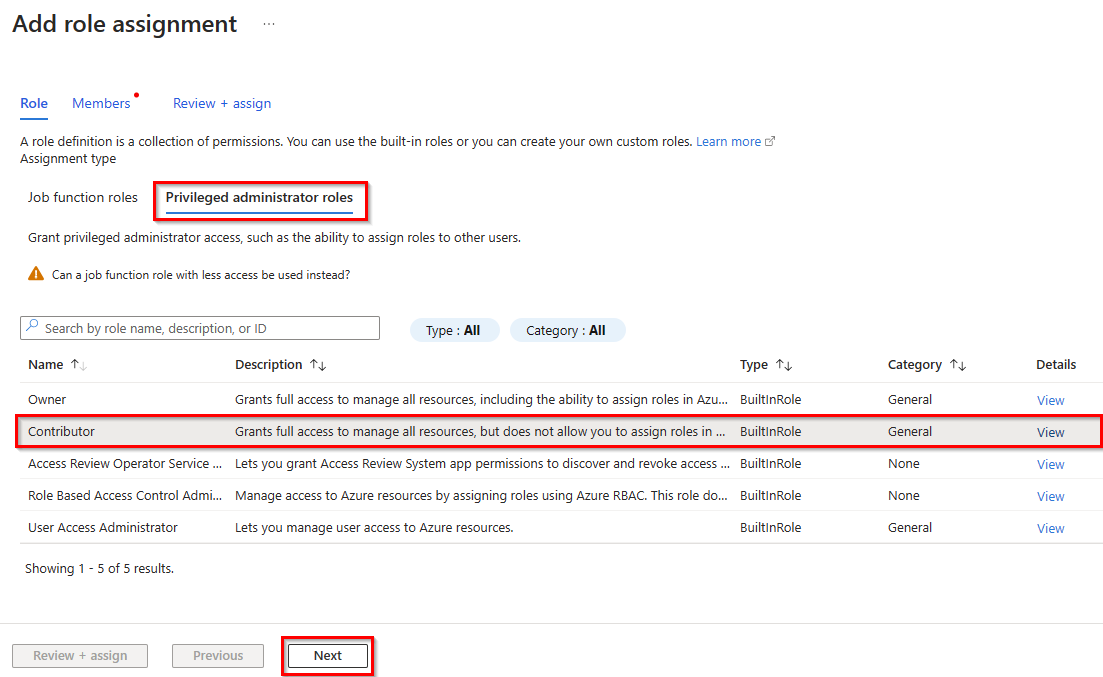 Add role assignment ...
Role Members Review + assign
A role definition is a collection of permissions. You can use the built-in roles or you can create your own custom roles. Learn more
Assignment type
Job function roles Privileged administrator roles
Grant privileged administrator access, such as the ability to assign roles to other users.
Can a job function role with less access be used instead?
Search by role name, description, or ID Type : All Category : All
Name ↑↓ Description ↑↓ Type ↑↓ Category ↑↓ Details
Owner Grants full access to manage all resources, including the ability to assign roles in Azu... BuiltInRole General View
Contributor Grants full access to manage all resources, but does not allow you to assign roles in ... BuiltInRole General View
Access Review Operator Service ... Lets you grant Access Review System app permissions to discover and revoke access ... BuiltInRole None View
Role Based Access Control Admi... Manage access to Azure resources by assigning roles using Azure RBAC. This role do... BuiltInRole None View
User Access Administrator Lets you manage user access to Azure resources. BuiltInRole General View
Showing 1 - 5 of 5 results.
Review + assign Previous Next